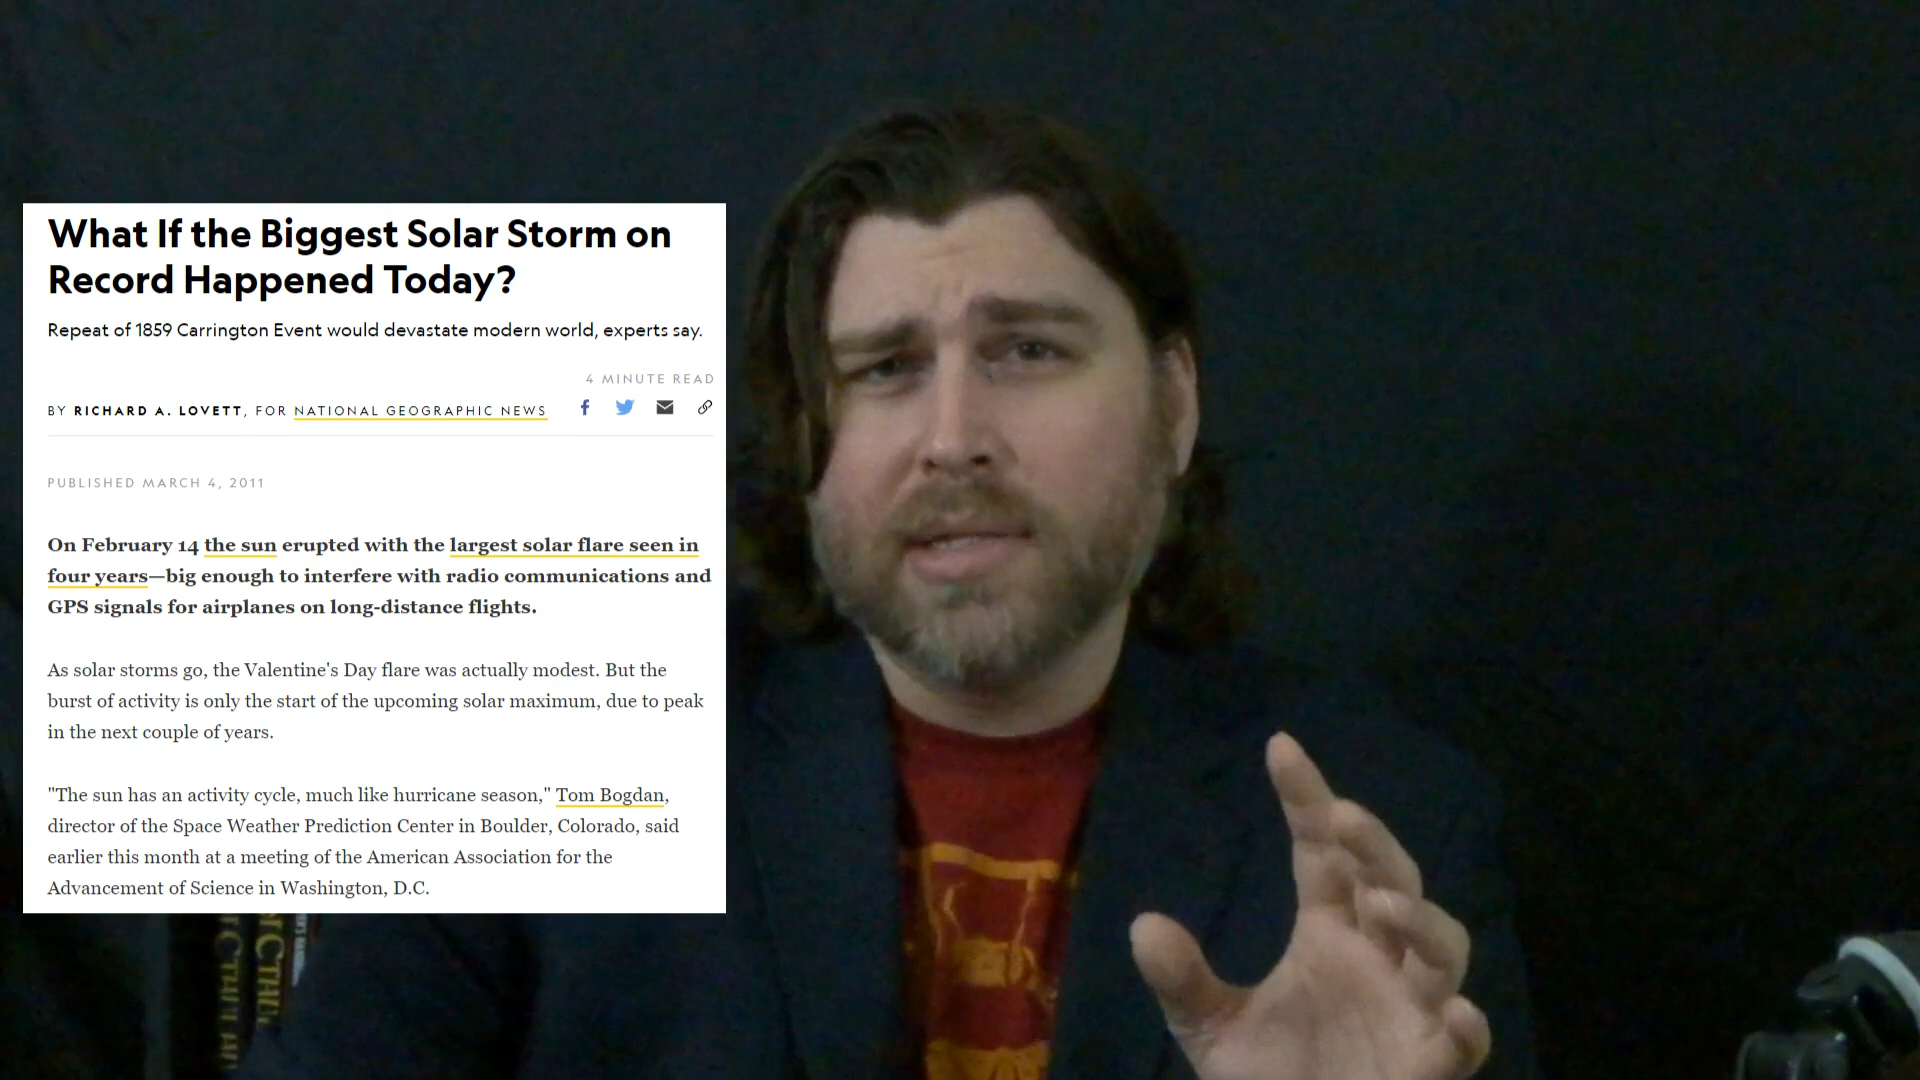 What If the Biggest Solar Storm on
Record Happened Today?
Repeat of 1859 Carrington Event would devastate modern world, experts say.
4 MINUTE READ
BY RICHARD A. LOVETT, FOR NATIONAL GEOGRAPHIC NEWS
PUBLISHED MARCH 4, 2011
On February 14 the sun erupted with the largest solar flare seen in
four years—big enough to interfere with radio communications and
GPS signals for airplanes on long-distance flights.
As solar storms go, the Valentine's Day flare was actually modest. But the
burst of activity is only the start of the upcoming solar maximum, due to peak
in the next couple of years.
"The sun has an activity cycle, much like hurricane season," Tom Bogdan,
director of the Space Weather Prediction Center in Boulder, Colorado, said
earlier this month at a meeting of the American Association for the
Advancement of Science in Washington, D.C.